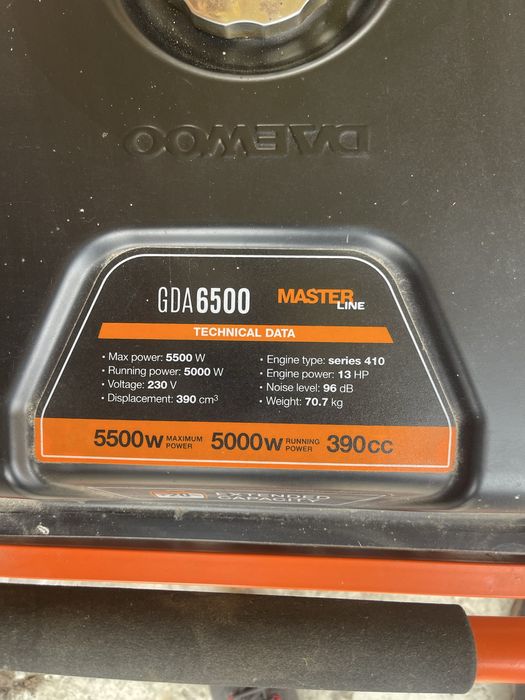 DAEWOO
GDA6500 MASTER LINE
TECHNICAL DATA
• Max power: 5500 W
• Running power: 5000 W
• Voltage: 230 V
• Displacement: 390 cm³
• Engine type: series 410
• Engine power: 13 HP
• Noise level: 96 dB
• Weight: 70.7 kg
5500W MAXIMUM POWER 5000W RUNNING POWER 390CC
EXTENDED
CAPACITY